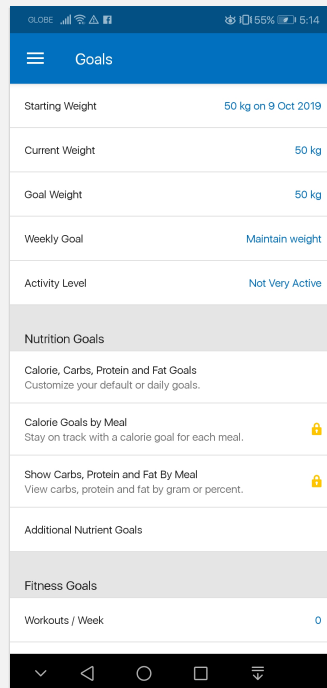 GLOBE 55% 5:14
Goals
Starting Weight 50 kg on 9 Oct 2019
Current Weight 50 kg
Goal Weight 50 kg
Weekly Goal Maintain weight
Activity Level Not Very Active
Nutrition Goals
Calorie, Carbs, Protein and Fat Goals
Customize your default or daily goals.
Calorie Goals by Meal
Stay on track with a calorie goal for each meal.
Show Carbs, Protein and Fat By Meal
View carbs, protein and fat by gram or percent.
Additional Nutrient Goals
Fitness Goals
Workouts / Week 0